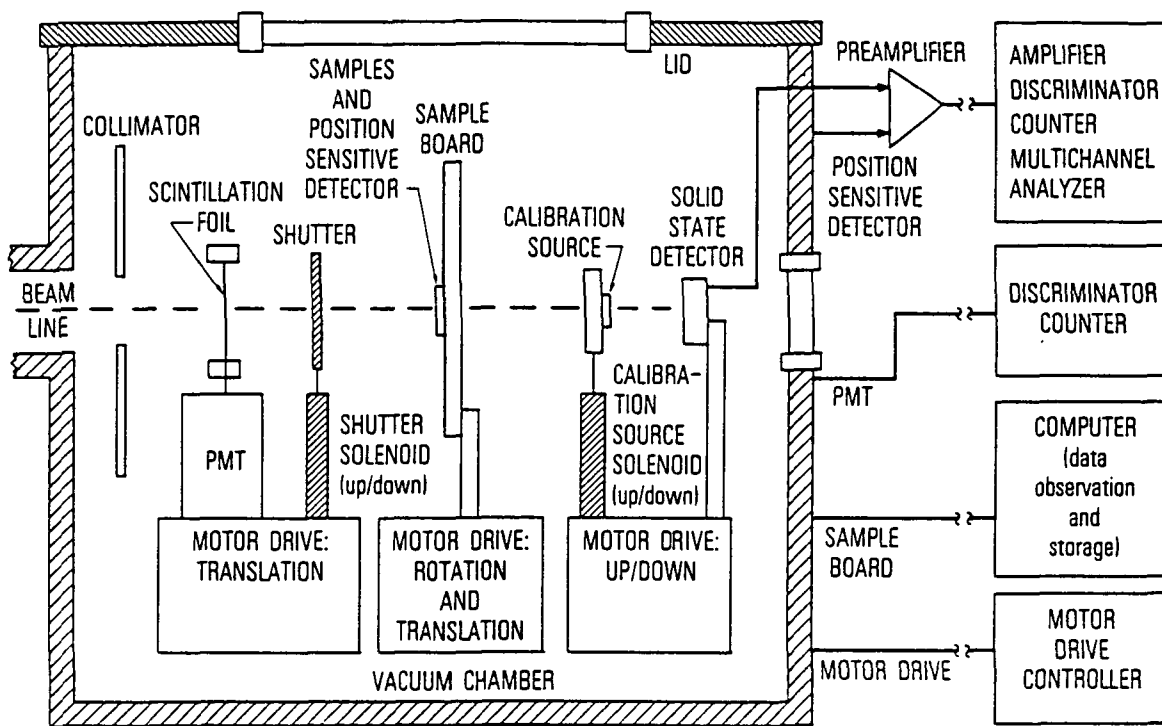 LID
SAMPLES
AND
POSITION
SENSITIVE
DETECTOR
SAMPLE
BOARD
COLLIMATOR
SCINTILLATION
FOIL
SHUTTER
CALIBRATION
SOURCE
SOLID
STATE
DETECTOR
BEAM
LINE
PMT
SHUTTER
SOLENOID
(up/down)
CALIBRA-
TION
SOURCE
SOLENOID
(up/down)
MOTOR DRIVE:
TRANSLATION
MOTOR DRIVE:
ROTATION
AND
TRANSLATION
MOTOR DRIVE:
UP/DOWN
VACUUM CHAMBER
PREAMPLIFIER
POSITION
SENSITIVE
DETECTOR
PMT
SAMPLE
BOARD
MOTOR DRIVE
AMPLIFIER
DISCRIMINATOR
COUNTER
MULTICHANNEL
ANALYZER
DISCRIMINATOR
COUNTER
COMPUTER
(data
observation
and
storage)
MOTOR
DRIVE
CONTROLLER